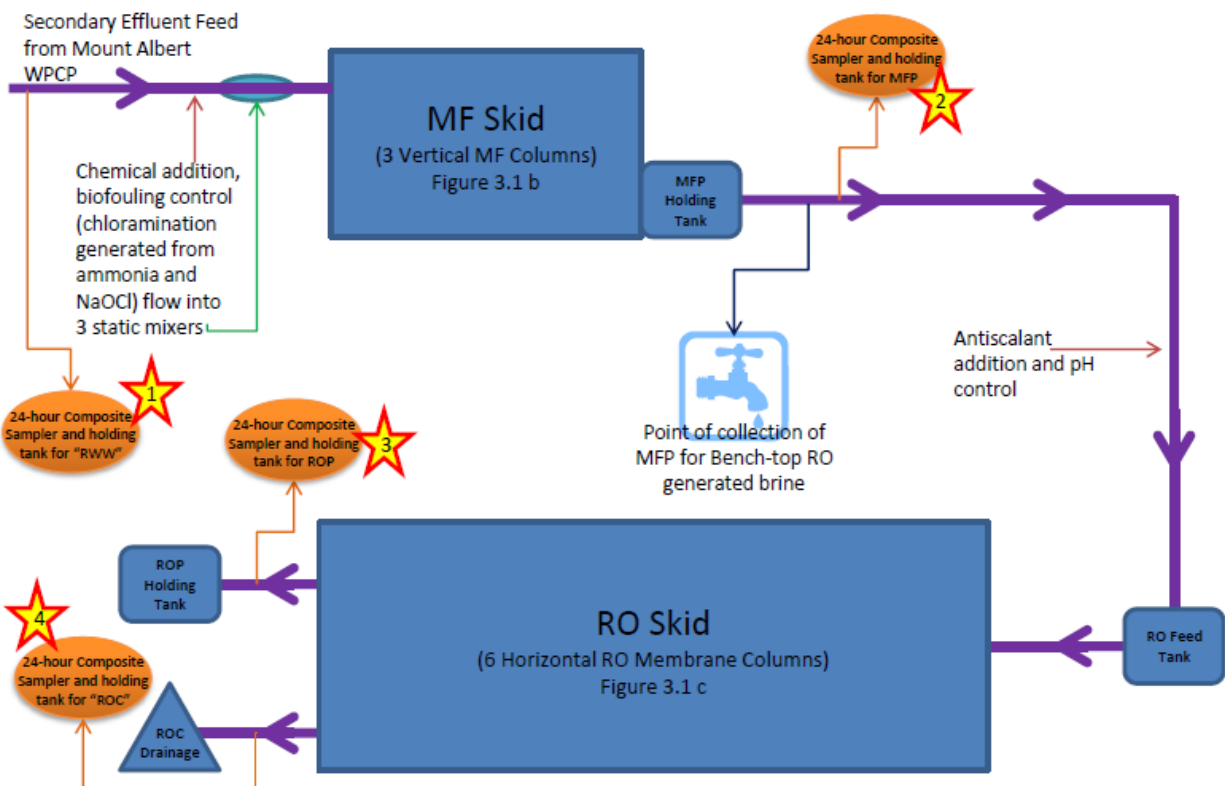 Secondary Effluent Feed
from Mount Albert
WPCP
24-hour Composite
Sampler and holding
tank for MFP
2
MF Skid
(3 Vertical MF Columns)
Figure 3.1 b
MFP
Holding
Tank
Chemical addition,
biofouling control
(chloramination
generated from
ammonia and
NaOCl) flow into
3 static mixers
Antiscalant
addition and pH
control
1
24-hour Composite
Sampler and holding
tank for "RWW"
24-hour Composite
Sampler and holding
tank for ROP
3
Point of collection of
MFP for Bench-top RO
generated brine
ROP
Holding
Tank
RO Skid
(6 Horizontal RO Membrane Columns)
Figure 3.1 c
RO Feed
Tank
4
24-hour Composite
Sampler and holding
tank for "ROC"
ROC
Drainage